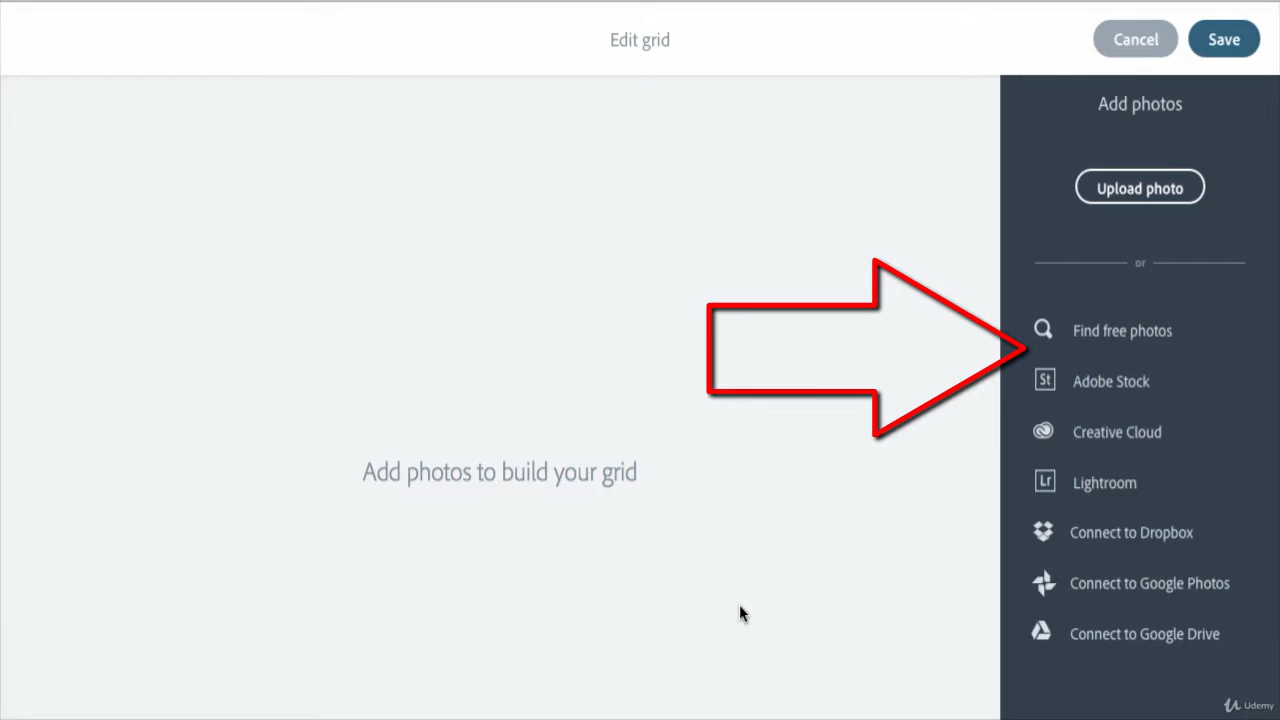 Edit grid
Cancel
Save
Add photos
Upload photo
or
Find free photos
St
Adobe Stock
Creative Cloud
Lr
Lightroom
Add photos to build your grid
Connect to Dropbox
Connect to Google Photos
Connect to Google Drive
Udemy